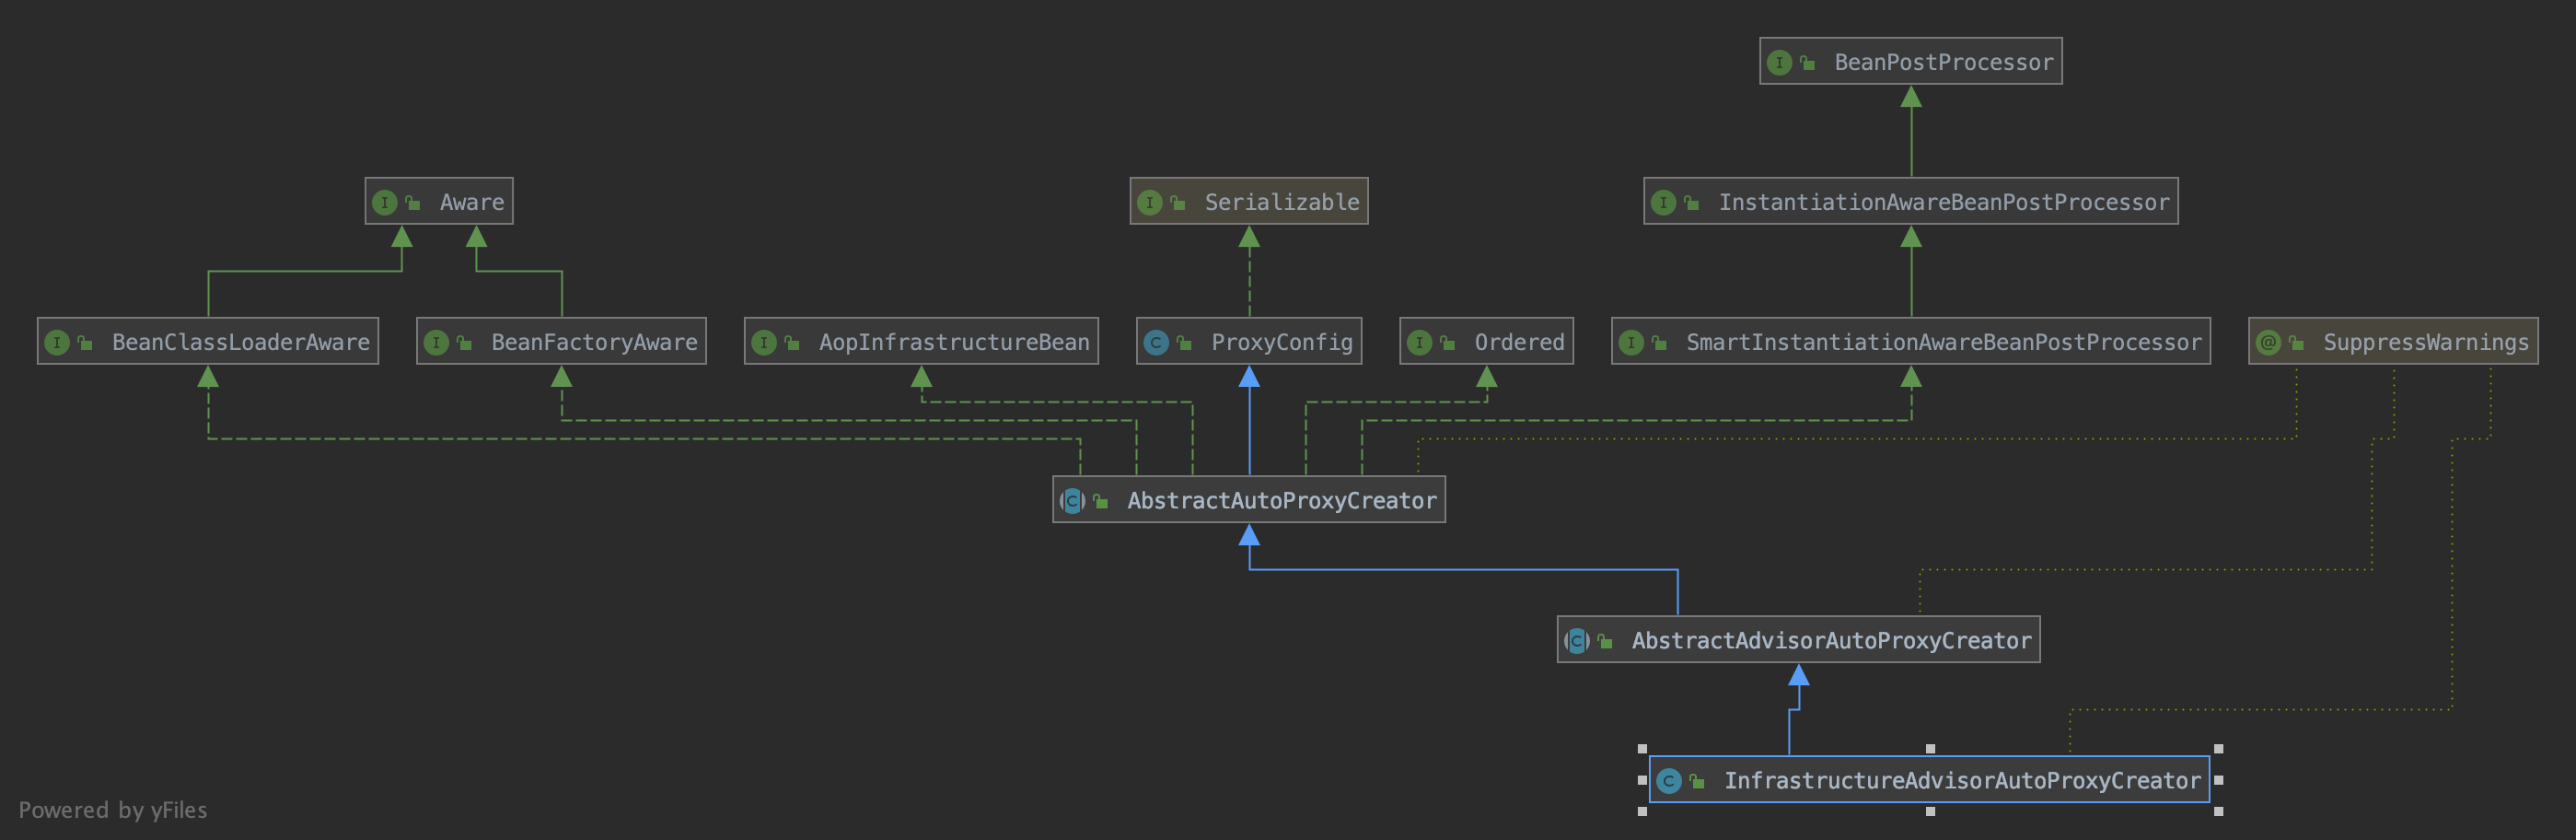 BeanPostProcessor
Aware
Serializable
InstantiationAwareBeanPostProcessor
BeanClassLoaderAware
BeanFactoryAware
AopInfrastructureBean
ProxyConfig
Ordered
SmartInstantiationAwareBeanPostProcessor
SuppressWarnings
AbstractAutoProxyCreator
AbstractAdvisorAutoProxyCreator
InfrastructureAdvisorAutoProxyCreator
Powered by yFiles